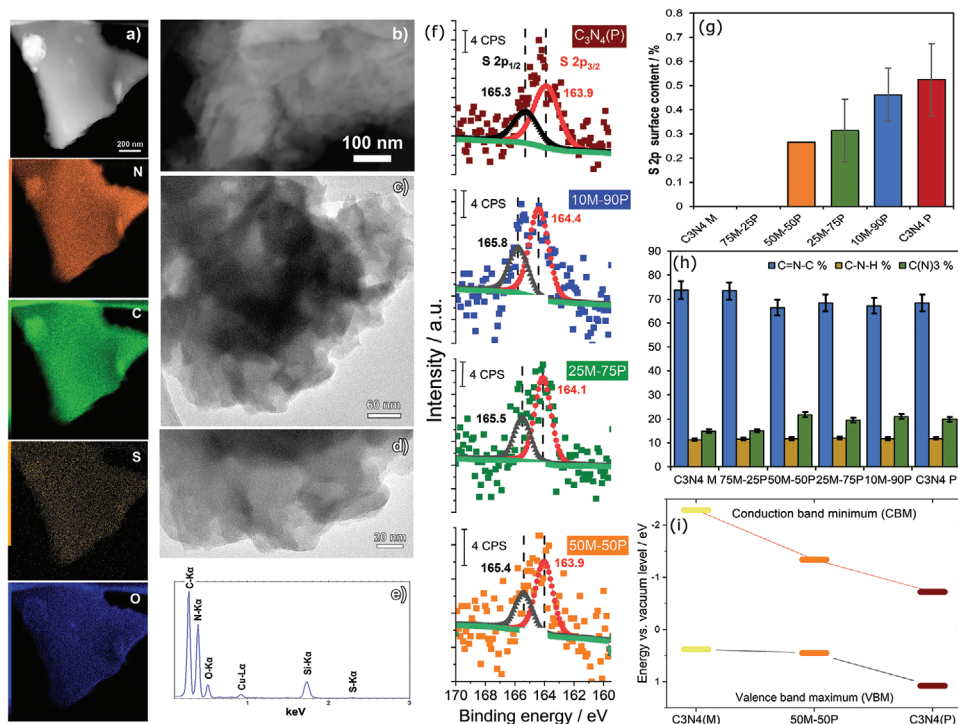 a)
200 nm
N
C
S
O
b)
100 nm
c)
60 nm
d)
20 nm
e)
C-Kα
N-Kα
O-Kα
Cu-Lα
Si-Kα
S-Kα
0 1 2 3
keV
(f)
4 CPS
C₃N₄(P)
S 2p₁/₂
S 2p₃/₂
165.3
163.9
4 CPS
10M-90P
164.4
165.8
4 CPS
25M-75P
164.1
165.5
4 CPS
50M-50P
163.9
165.4
Intensity / a.u.
170 168 166 164 162 160
Binding energy / eV
(g)
S2p surface content / %
0.8
0.7
0.6
0.5
0.4
0.3
0.2
0.1
0
C3N4 M
75M-25P
50M-50P
25M-75P
10M-90P
C3N4 P
(h)
C=N-C %
C-N-H %
C(N)3 %
90
80
70
60
50
40
30
20
10
0
C3N4 M 75M-25P 50M-50P 25M-75P 10M-90P C3N4 P
(i)
Conduction band minimum (CBM)
Energy vs. vacuum level / eV
-2
-1
0
1
Valence band maximum (VBM)
C3N4(M) 50M-50P C3N4(P)